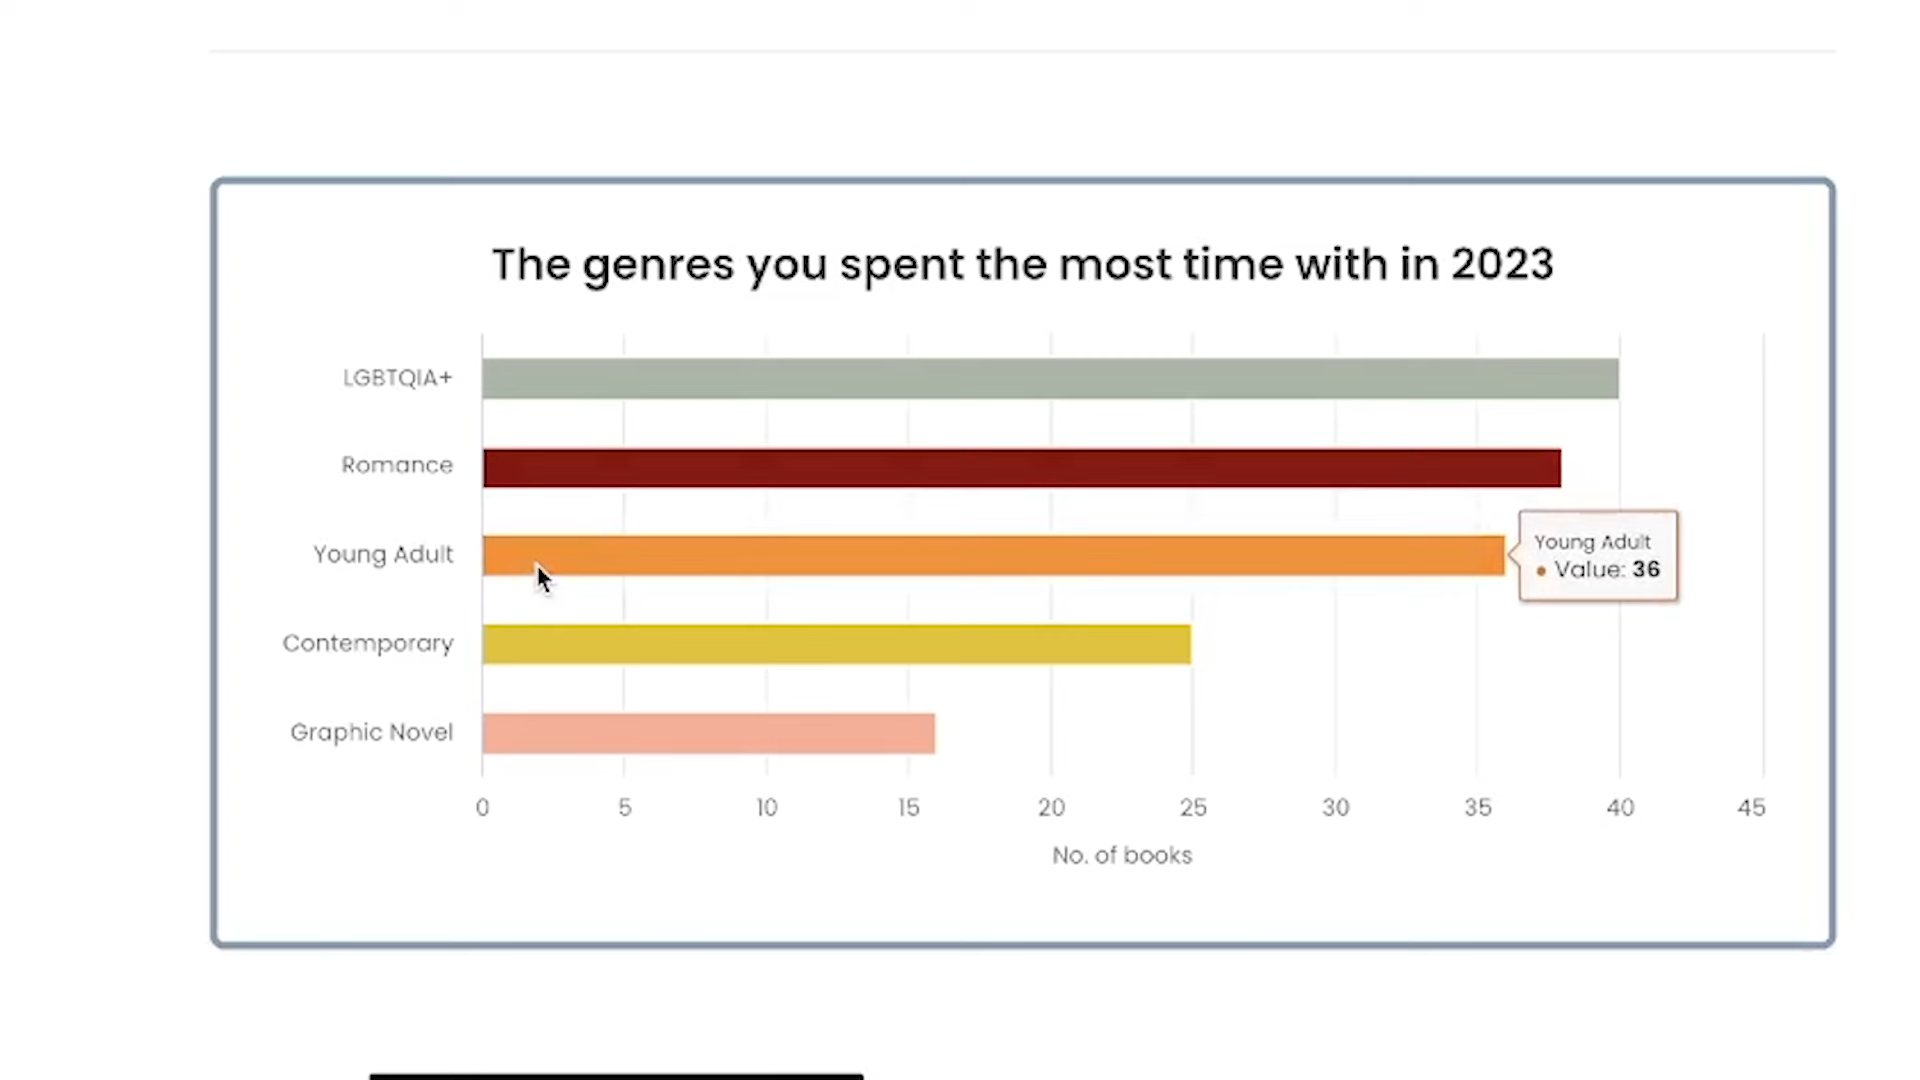 The genres you spent the most time with in 2023
LGBTQIA+
Romance
Young Adult
Young Adult
Value: 36
Contemporary
Graphic Novel
0 5 10 15 20 25 30 35 40 45
No. of books